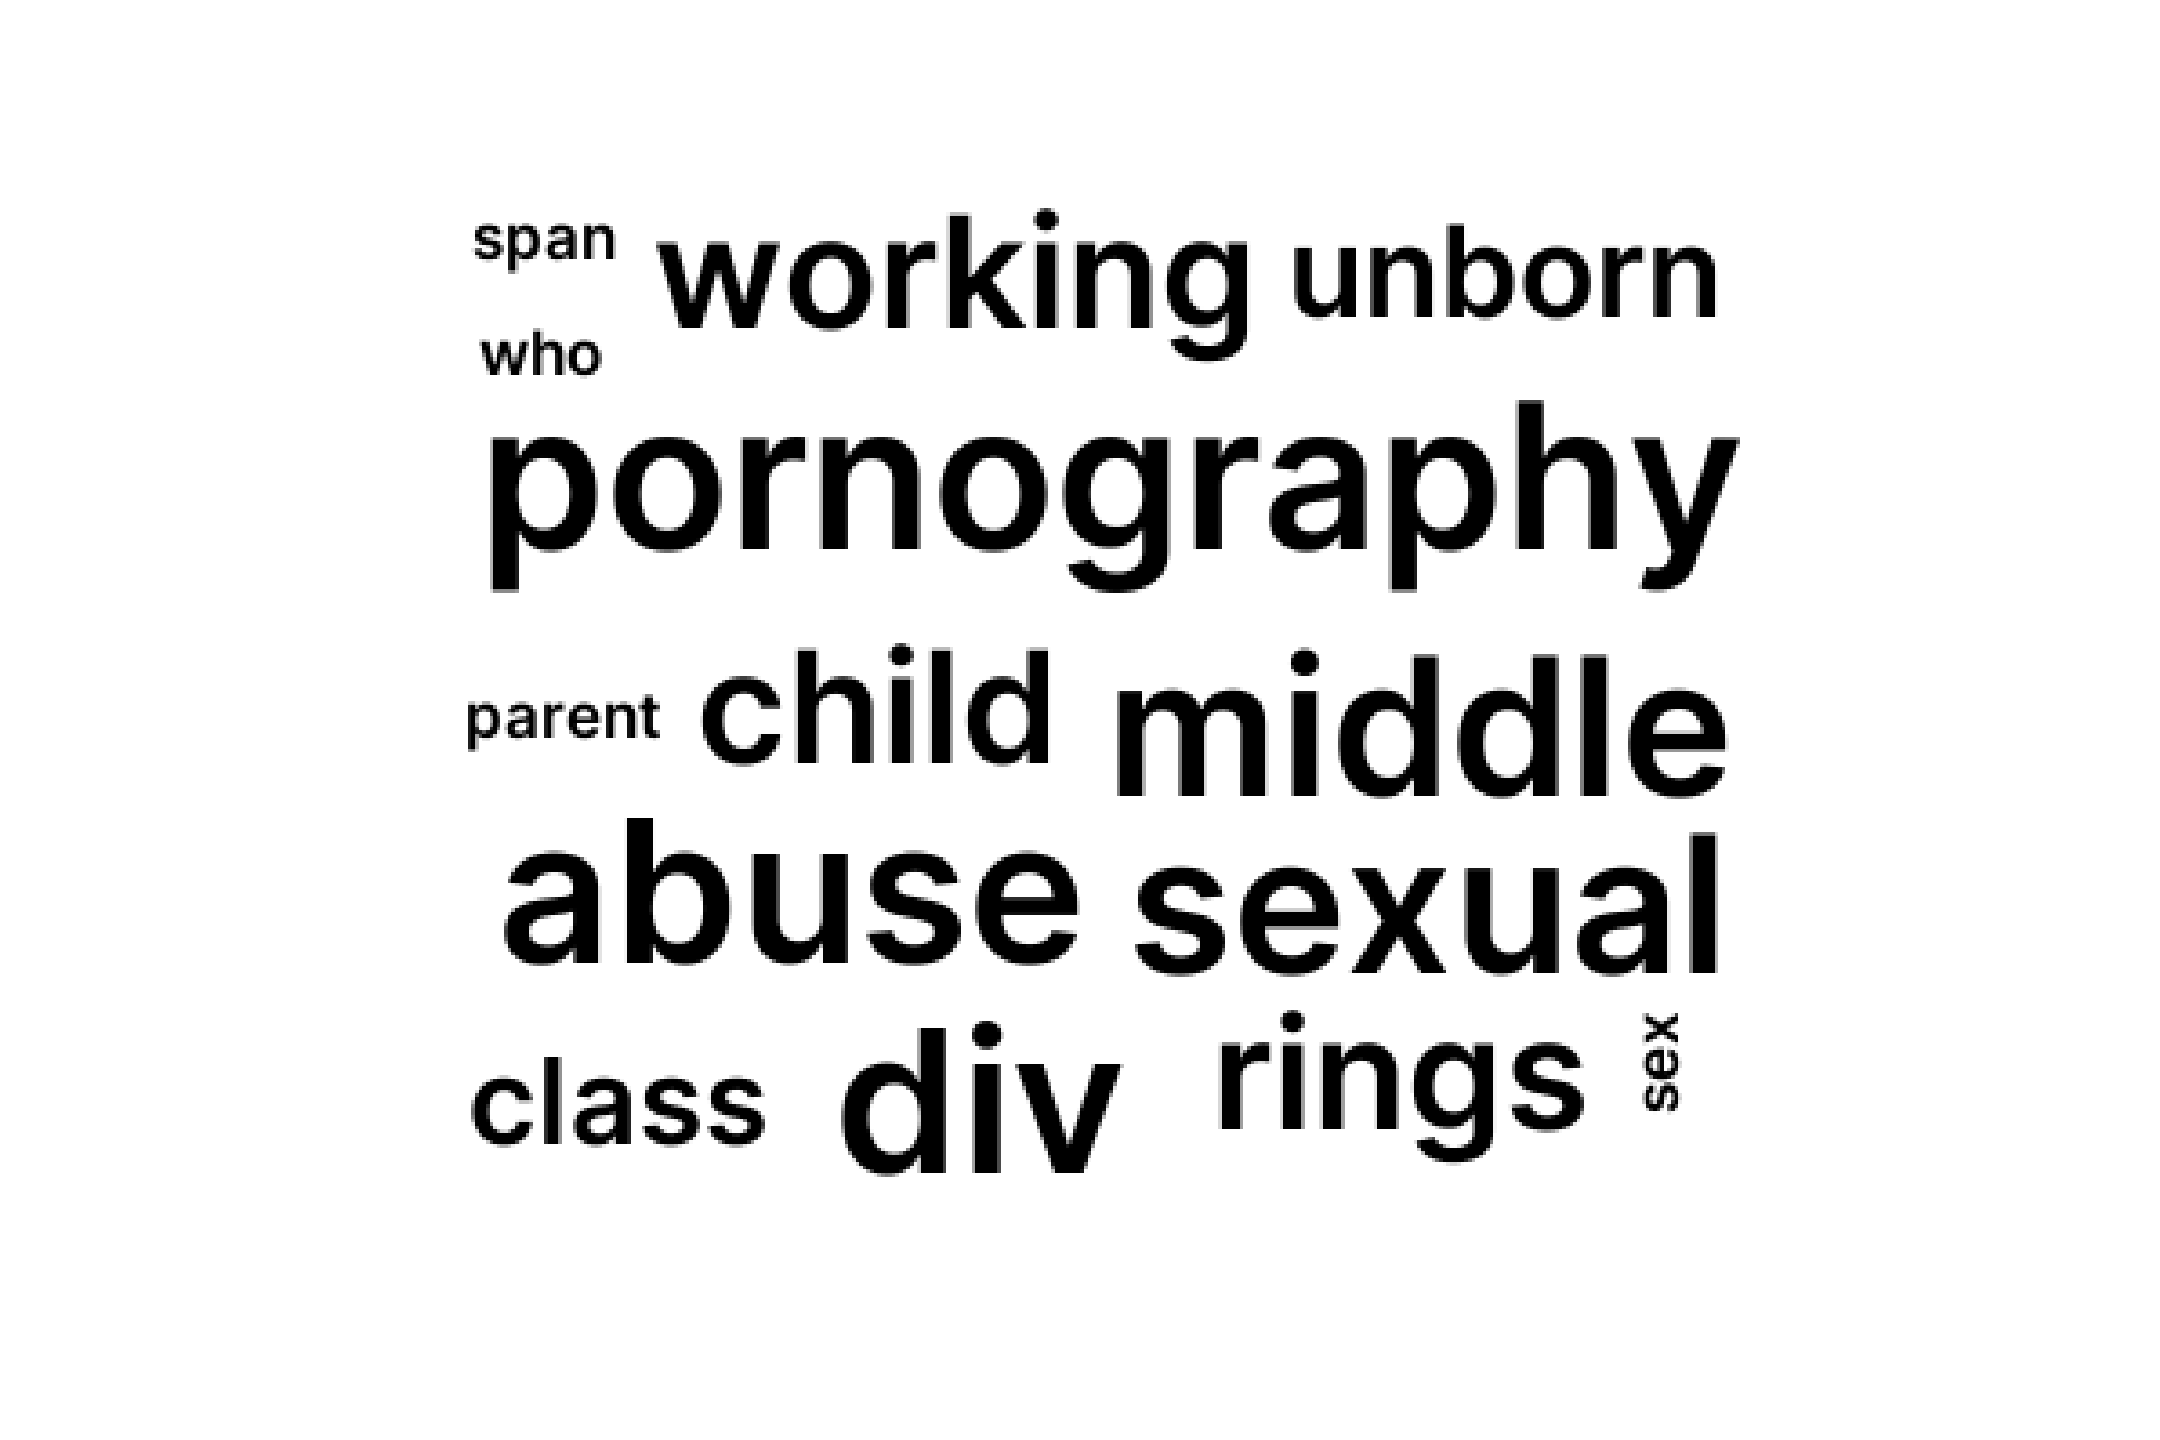 span working unborn
who
pornography
parent child middle
abuse sexual
class div rings sex